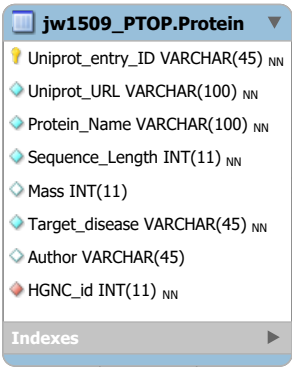 jw1509_PTOP.Protein
Uniprot_entry_ID VARCHAR(45) NN
Uniprot_URL VARCHAR(100) NN
Protein_Name VARCHAR(100) NN
Sequence_Length INT(11) NN
Mass INT(11)
Target_disease VARCHAR(45) NN
Author VARCHAR(45)
HGNC_id INT(11) NN
Indexes